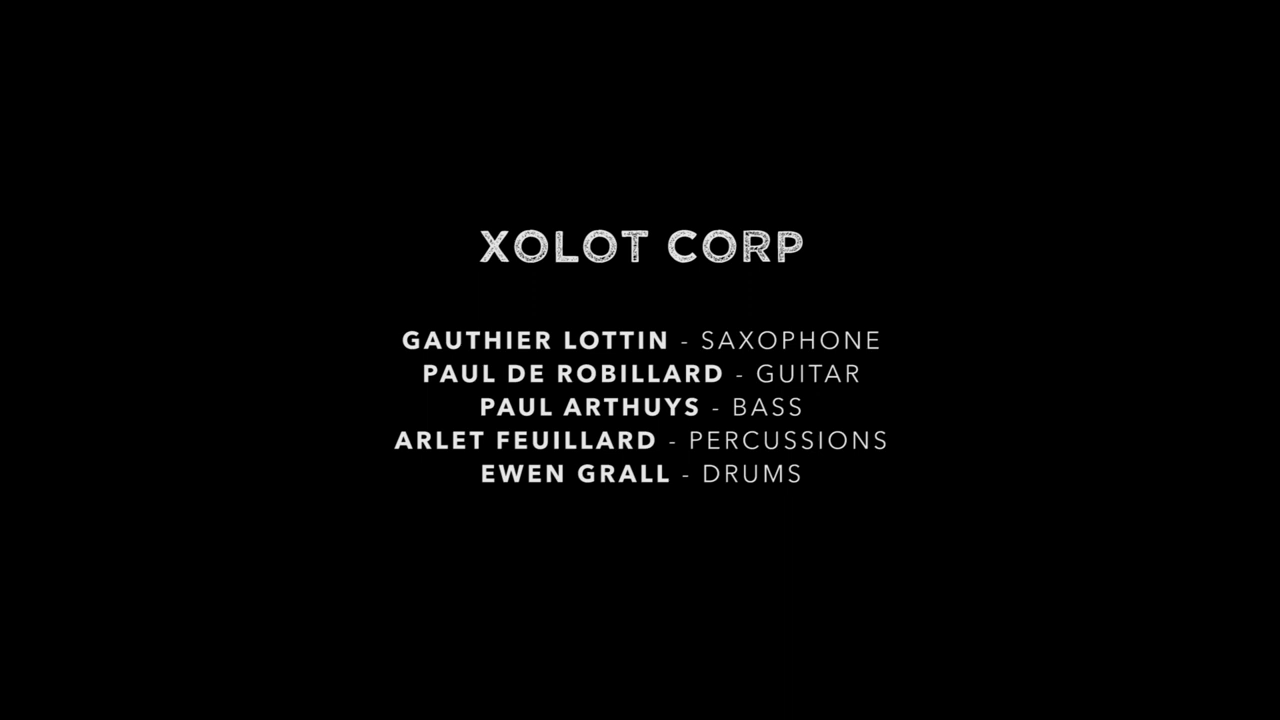 XOLOT CORP
GAUTHIER LOTTIN - SAXOPHONE
PAUL DE ROBILLARD - GUITAR
PAUL ARTHUYS - BASS
ARLET FEUILLARD - PERCUSSIONS
EWEN GRALL - DRUMS